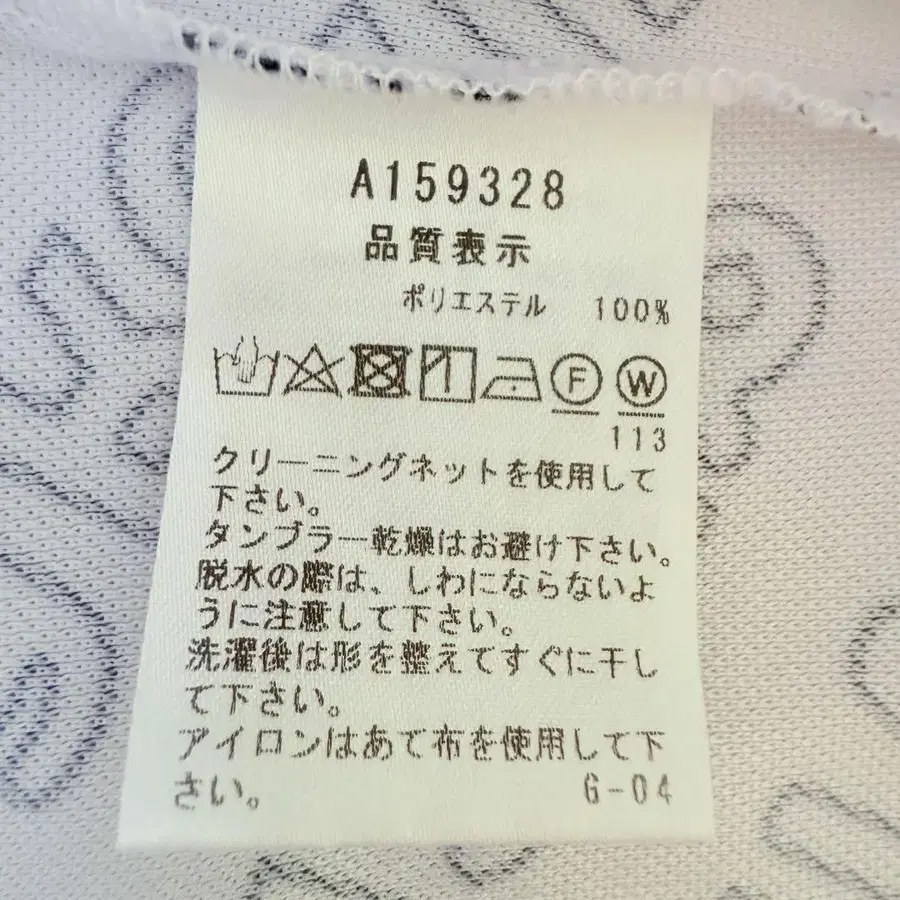 A159328
品質表示
ポリエステル 100%
F W
113
クリーニングネットを使用して
下さい。
タンブラー乾燥はお避け下さい。
脱水の際は、しわにならないよ
うに注意して下さい。
洗濯後は形を整えてすぐに干し
て下さい。
アイロンはあて布を使用して下
さい。 G-04